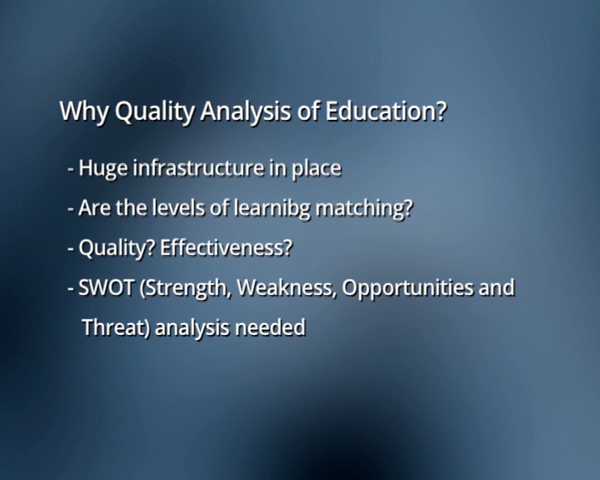 Why Quality Analysis of Education?
- Huge infrastructure in place
- Are the levels of learnibg matching?
- Quality? Effectiveness?
- SWOT (Strength, Weakness, Opportunities and
Threat) analysis needed